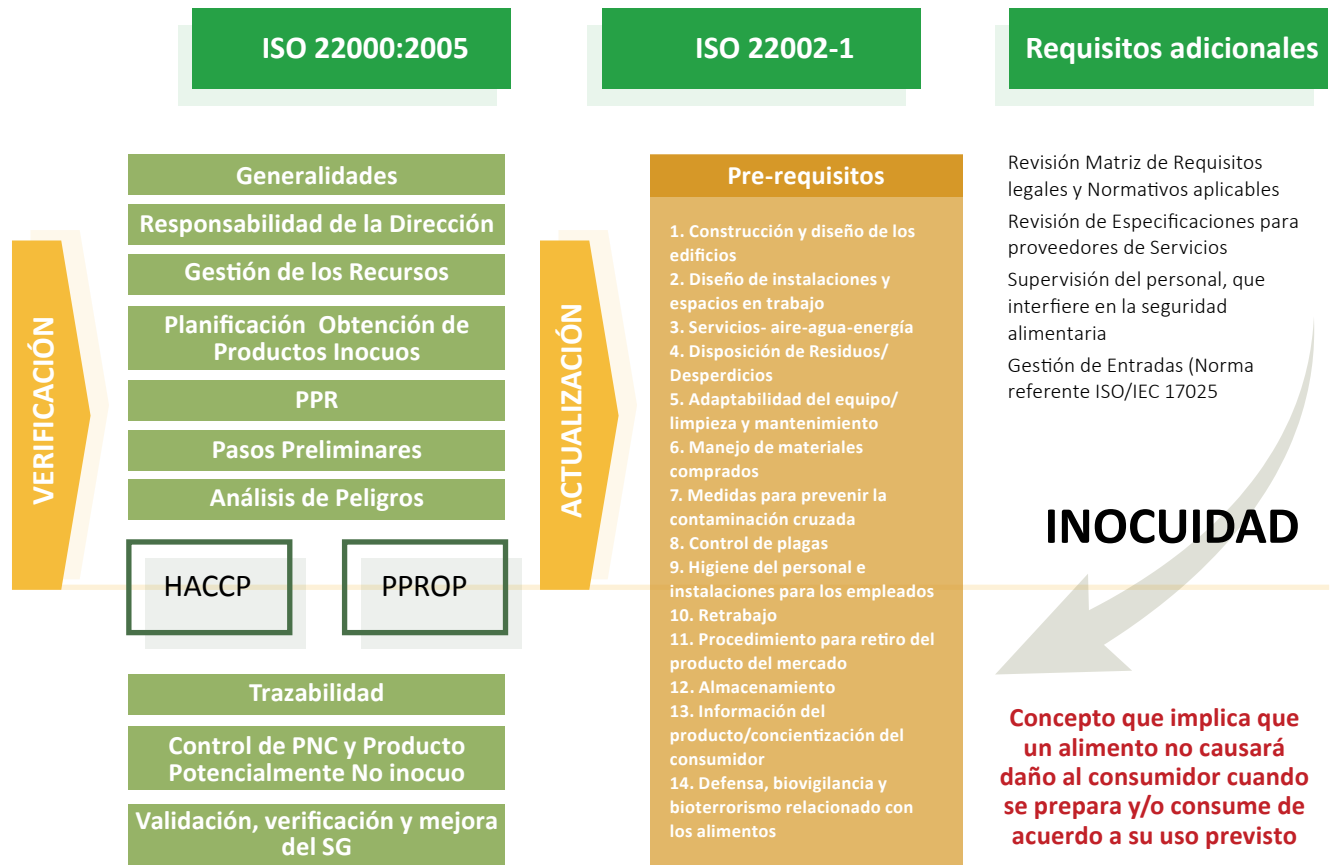 ISO 22000:2005
ISO 22002-1
Requisitos adicionales
VERIFICACIÓN
Generalidades
Responsabilidad de la Dirección
Gestión de los Recursos
Planificación Obtención de
Productos Inocuos
PPR
Pasos Preliminares
Análisis de Peligros
HACCP
PPROP
Trazabilidad
Control de PNC y Producto
Potencialmente No inocuo
Validación, verificación y mejora
del SG
ACTUALIZACIÓN
Pre-requisitos
1. Construcción y diseño de los
edificios
2. Diseño de instalaciones y
espacios en trabajo
3. Servicios- aire-agua-energía
4. Disposición de Residuos/
Desperdicios
5. Adaptabilidad del equipo/
limpieza y mantenimiento
6. Manejo de materiales
comprados
7. Medidas para prevenir la
contaminación cruzada
8. Control de plagas
9. Higiene del personal e
instalaciones para los empleados
10. Retrabajo
11. Procedimiento para retiro del
producto del mercado
12. Almacenamiento
13. Información del
producto/concientización del
consumidor
14. Defensa, biovigilancia y
bioterrorismo relacionado con
los alimentos
Revisión Matriz de Requisitos
legales y Normativos aplicables
Revisión de Especificaciones para
proveedores de Servicios
Supervisión del personal, que
interfiere en la seguridad
alimentaria
Gestión de Entradas (Norma
referente ISO/IEC 17025
INOCUIDAD
Concepto que implica que
un alimento no causará
daño al consumidor cuando
se prepara y/o consume de
acuerdo a su uso previsto